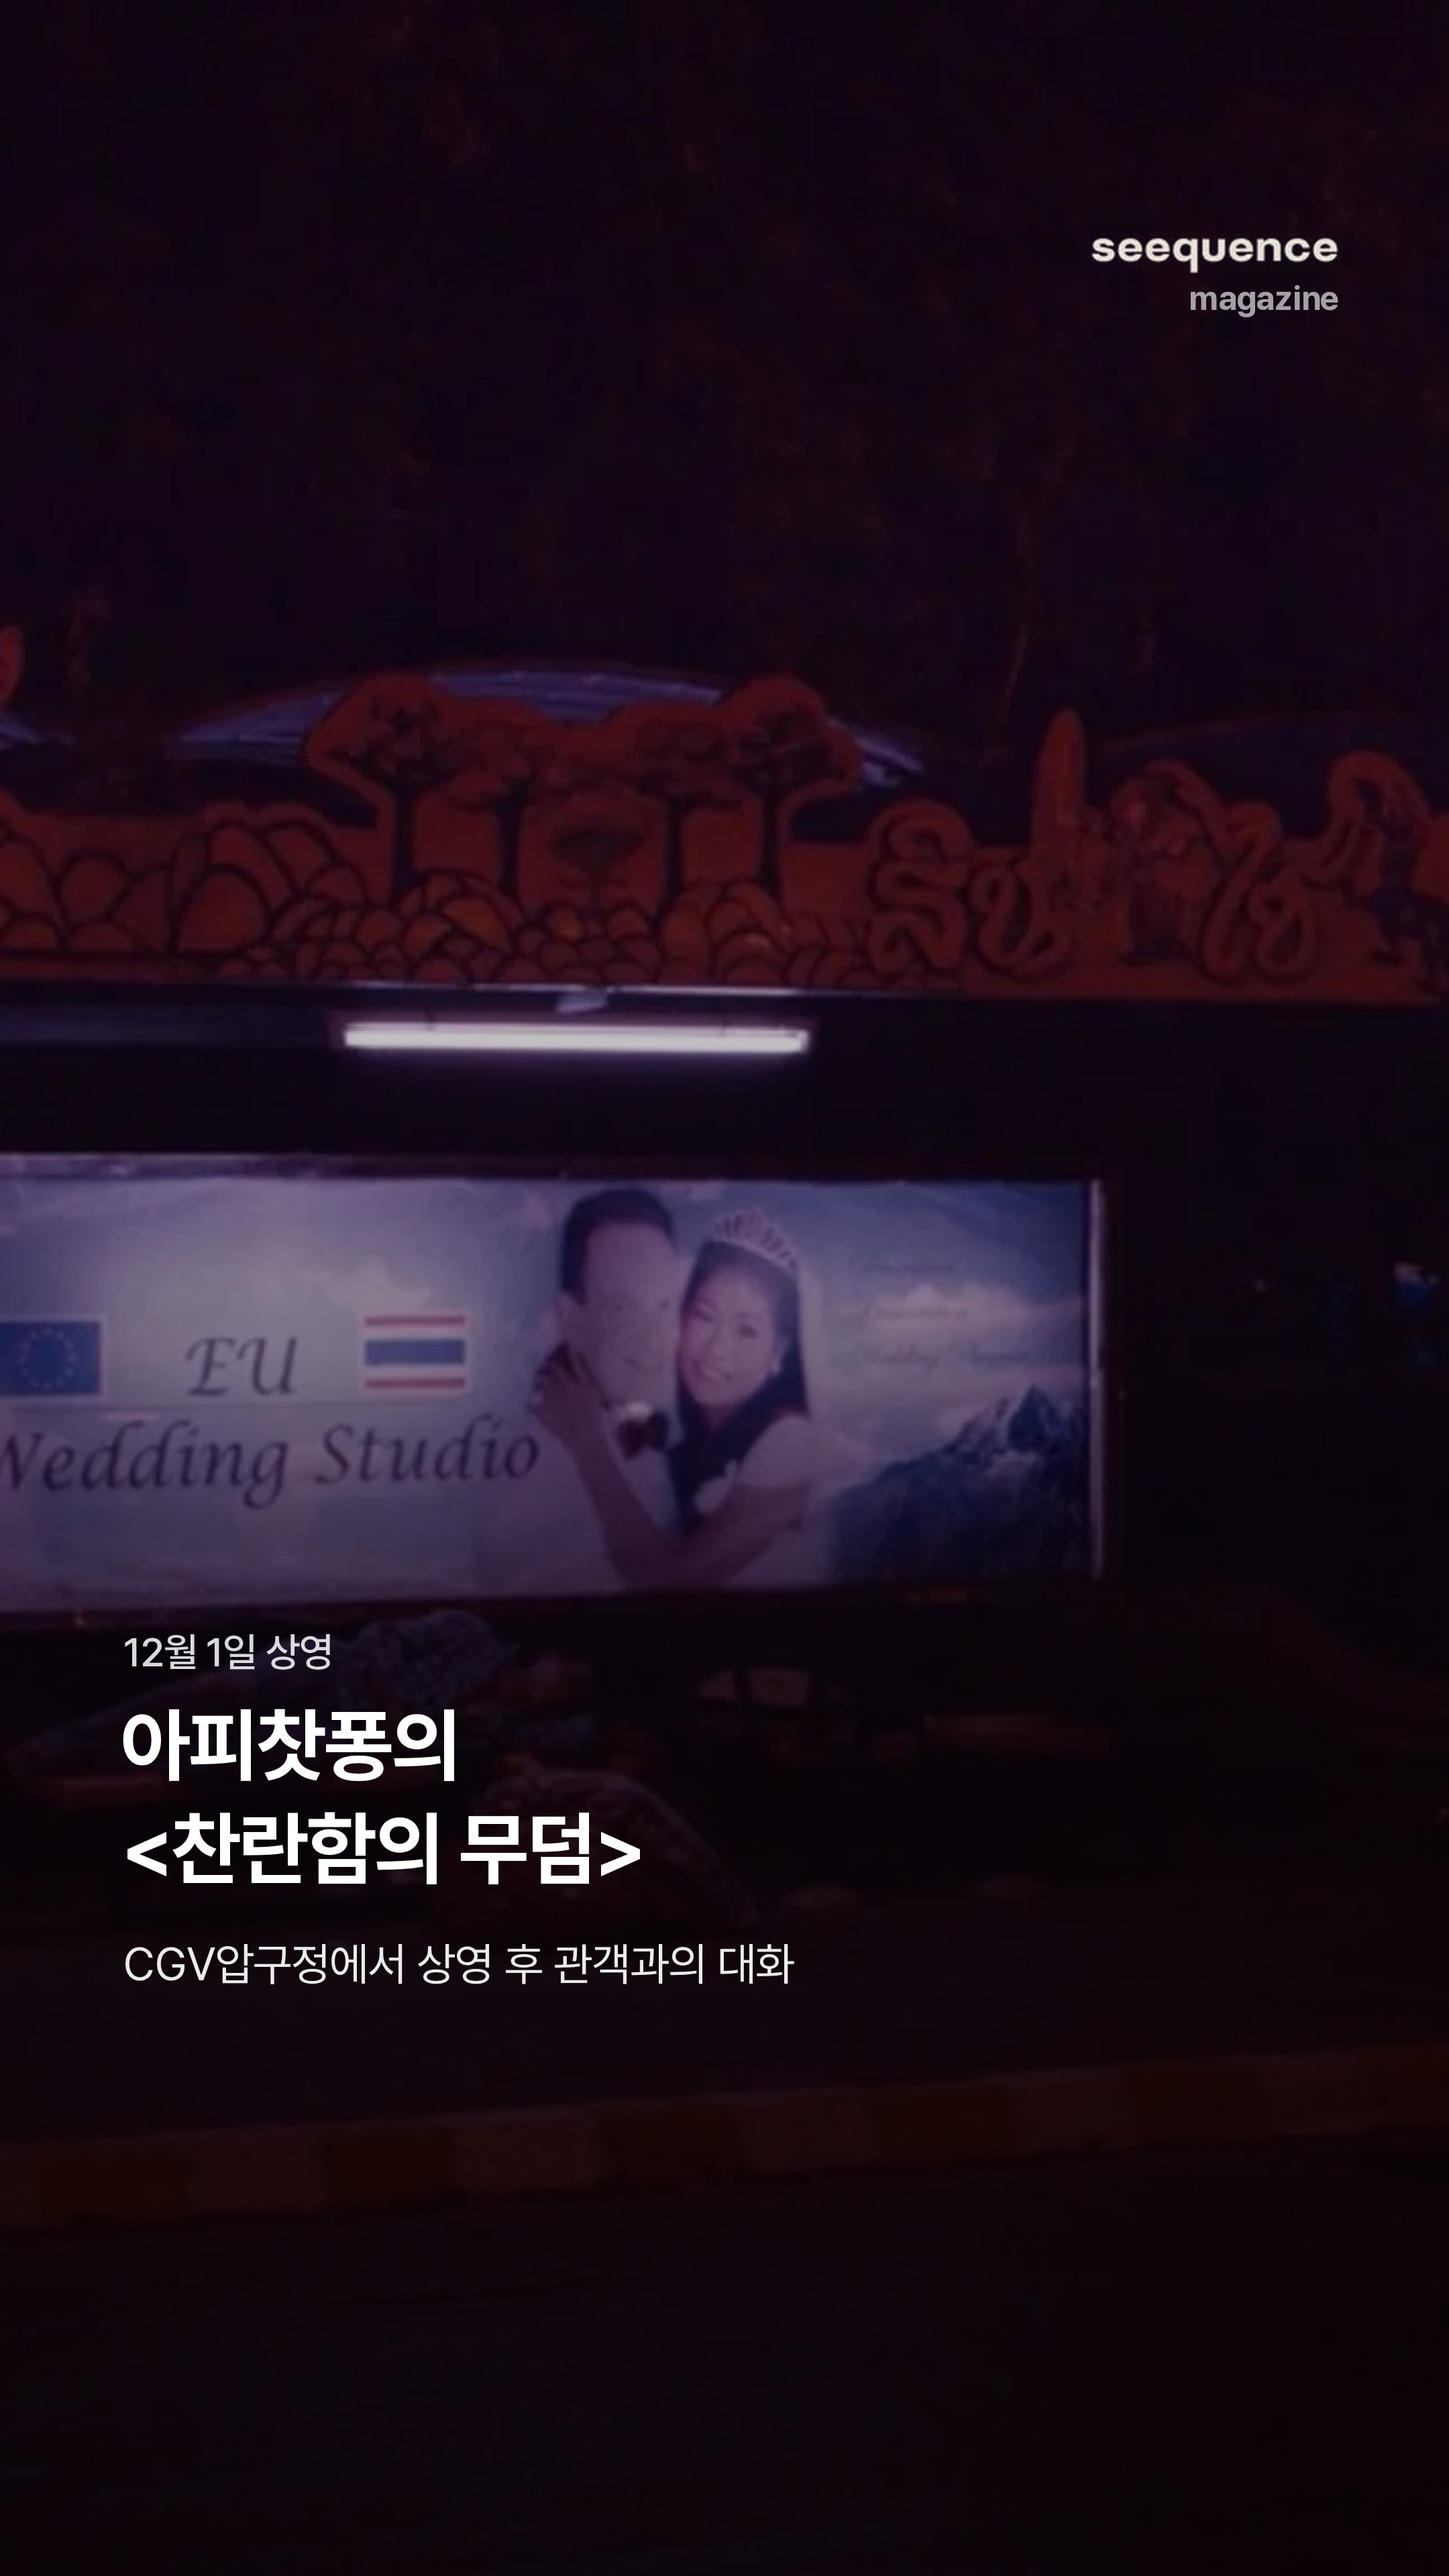 seequence
magazine
EU
Wedding Studio
12월 1일 상영
아피찻퐁의
<찬란함의 무덤>
CGV압구정에서 상영 후 관객과의 대화